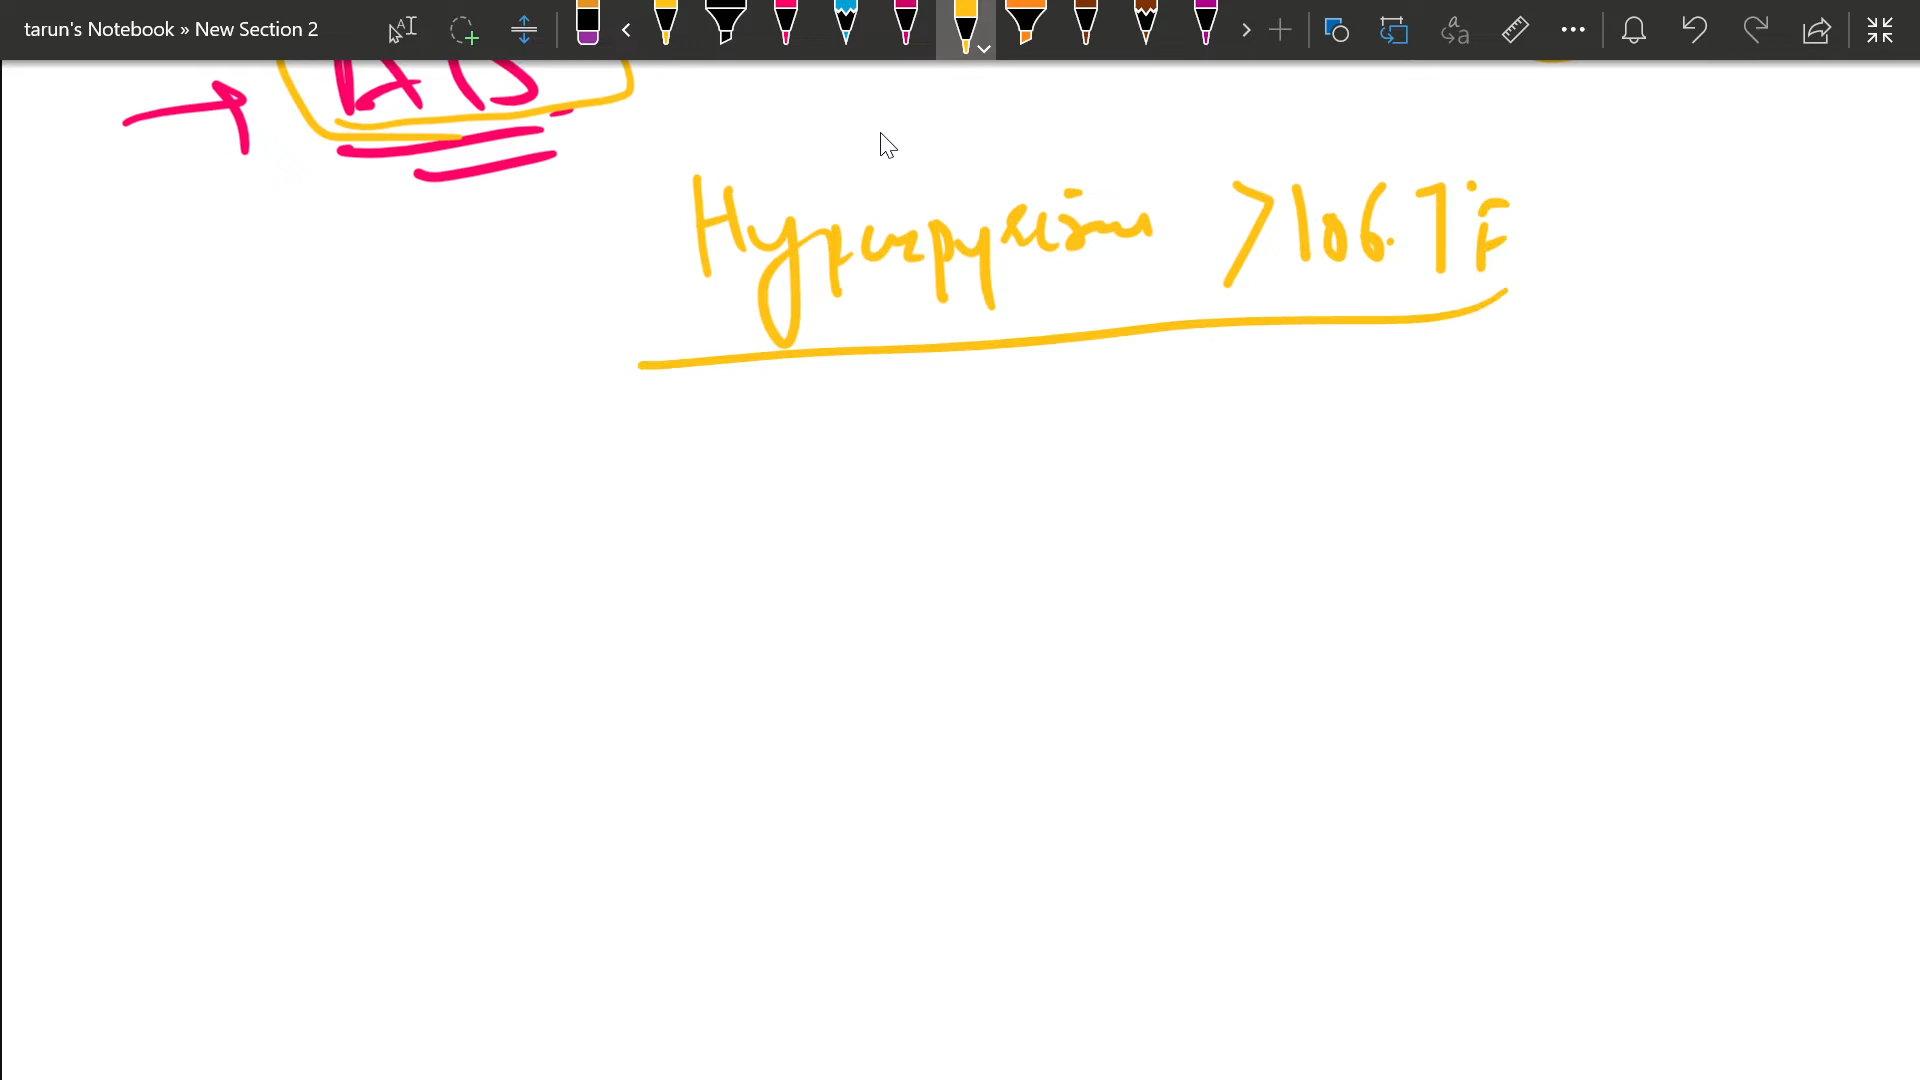 tarun's Notebook » New Section 2
Hyperpyrexia >106.7°F